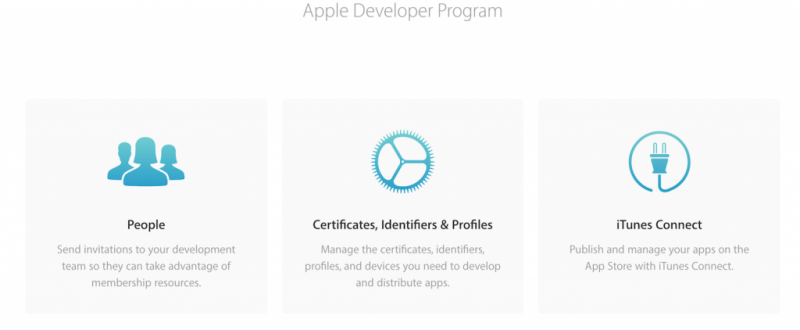 Apple Developer Program
People
Send invitations to your development
team so they can take advantage of
membership resources.
Certificates, Identifiers & Profiles
Manage the certificates, identifiers,
profiles, and devices you need to develop
and distribute apps.
iTunes Connect
Publish and manage your apps on the
App Store with iTunes Connect.